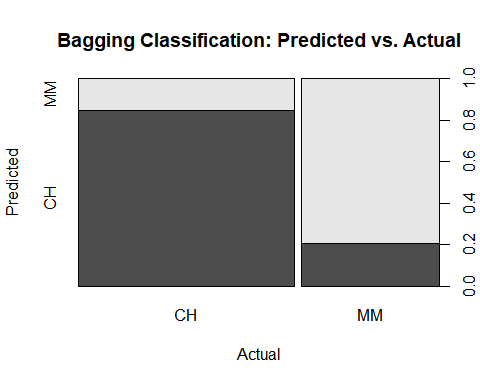 Bagging Classification: Predicted vs. Actual
Predicted
MM
CH
1.0
0.8
0.6
0.4
0.2
0.0
CH
MM
Actual